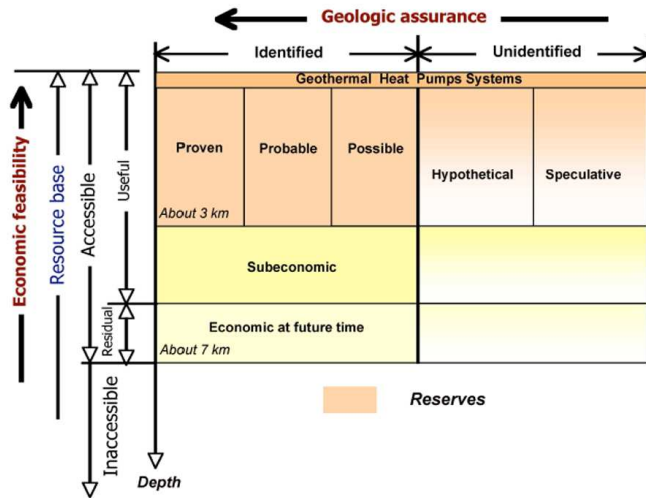 Geologic assurance
Identified
Unidentified
Geothermal Heat Pumps Systems
Economic feasibility
Resource base
Accessible
Useful
Proven
Probable
Possible
Hypothetical
Speculative
About 3 km
Subeconomic
Residual
Economic at future time
About 7 km
Inaccessible
Reserves
Depth